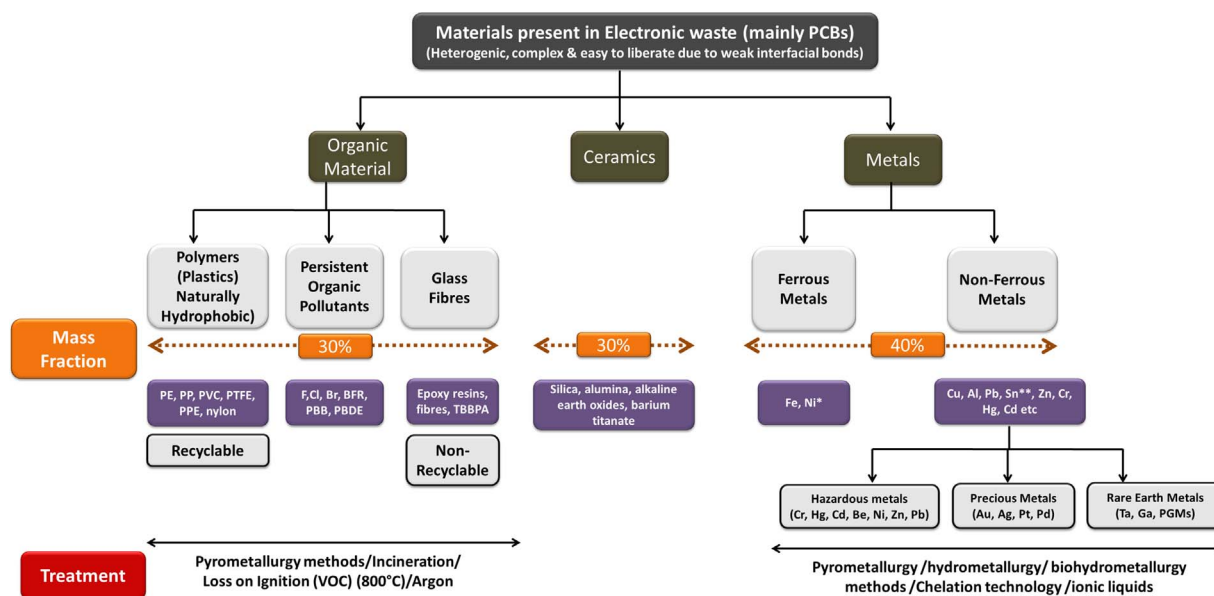 Materials present in Electronic waste (mainly PCBs)
(Heterogenic, complex & easy to liberate due to weak interfacial bonds)
Organic
Material
Ceramics
Metals
Polymers
(Plastics)
Naturally
Hydrophobic)
Persistent
Organic
Pollutants
Glass
Fibres
Ferrous
Metals
Non-Ferrous
Metals
Mass
Fraction
30%
30%
40%
PE, PP, PVC, PTFE,
PPE, nylon
F,Cl, Br, BFR,
PBB, PBDE
Epoxy resins,
fibres, TBBPA
Silica, alumina, alkaline
earth oxides, barium
titanate
Fe, Ni*
Cu, Al, Pb, Sn**, Zn, Cr,
Hg, Cd etc
Recyclable
Non-
Recyclable
Hazardous metals
(Cr, Hg, Cd, Be, Ni, Zn, Pb)
Precious Metals
(Au, Ag, Pt, Pd)
Rare Earth Metals
(Ta, Ga, PGMs)
Treatment
Pyrometallurgy methods/Incineration/
Loss on Ignition (VOC) (800°C)/Argon
Pyrometallurgy /hydrometallurgy/ biohydrometallurgy
methods /Chelation technology /ionic liquids